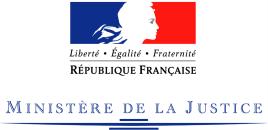 Liberté • Égalité • Fraternité
RÉPUBLIQUE FRANÇAISE
MINISTÈRE DE LA JUSTICE